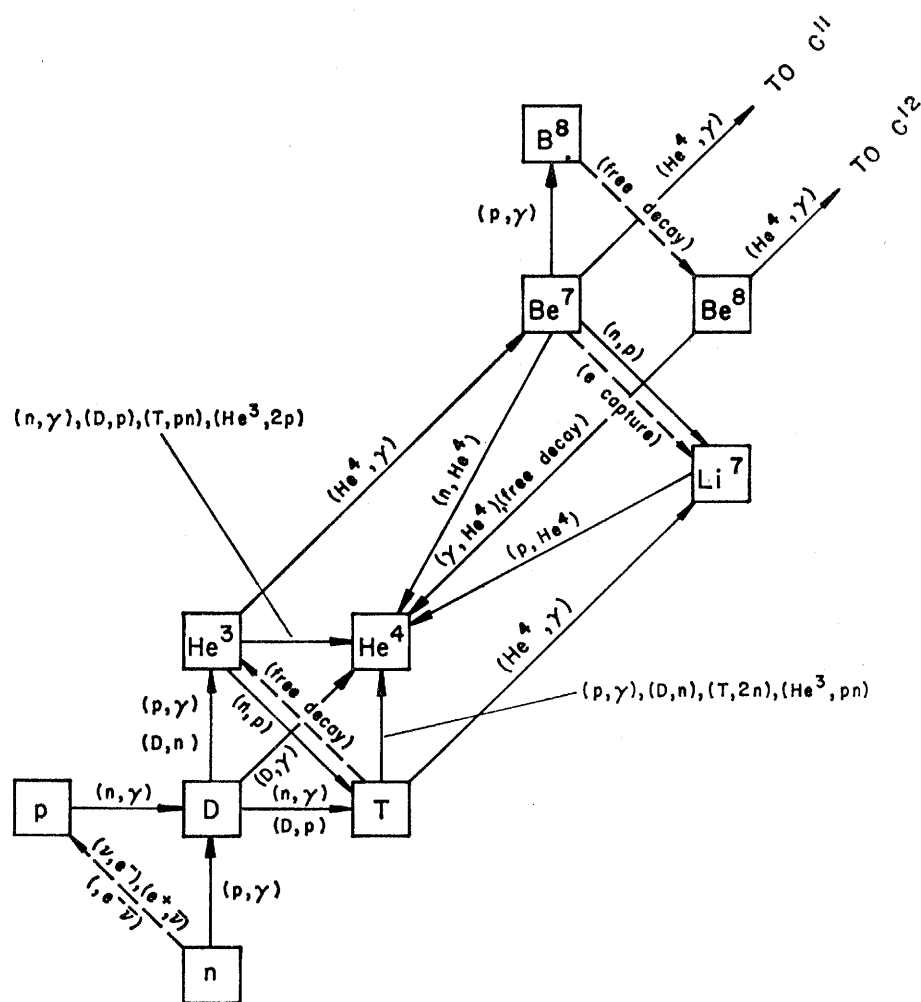 TO C¹¹
TO C¹²
B⁸
(free decay)
(He⁴, γ)
(He⁴, γ)
(p, γ)
Be⁷
Be⁸
(n, p)
(e capture)
(n, γ), (D, p), (T, pn), (He³, 2p)
(He⁴, γ)
(n, He⁴)
(γ, He⁴), (free decay)
(p, He⁴)
Li⁷
(He⁴, γ)
He³
He⁴
(free decay)
(n, p)
(p, γ), (D, n), (T, 2n), (He³, pn)
(p, γ)
(D, n)
(D, γ)
p
(n, γ)
D
(n, γ)
(D, p)
T
(ν, e⁻), (e⁺, ν̄)
(, e⁻ν̄)
(p, γ)
n